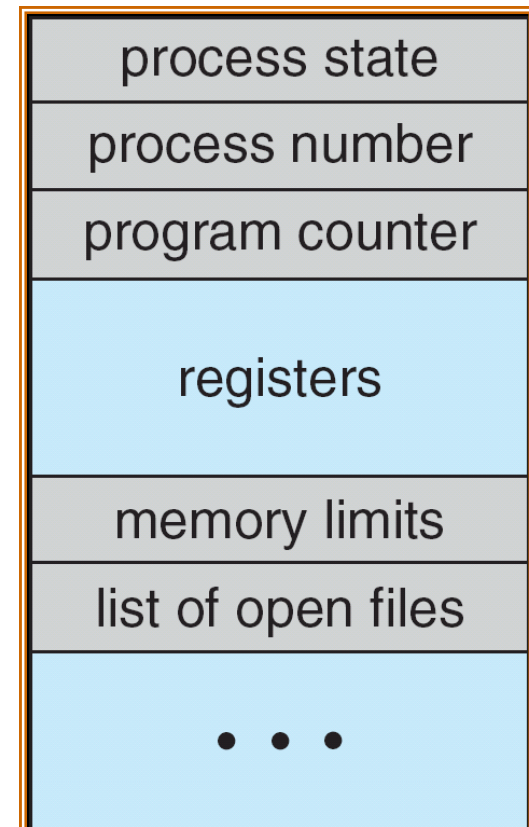 process state
process number
program counter
registers
memory limits
list of open files
• • •